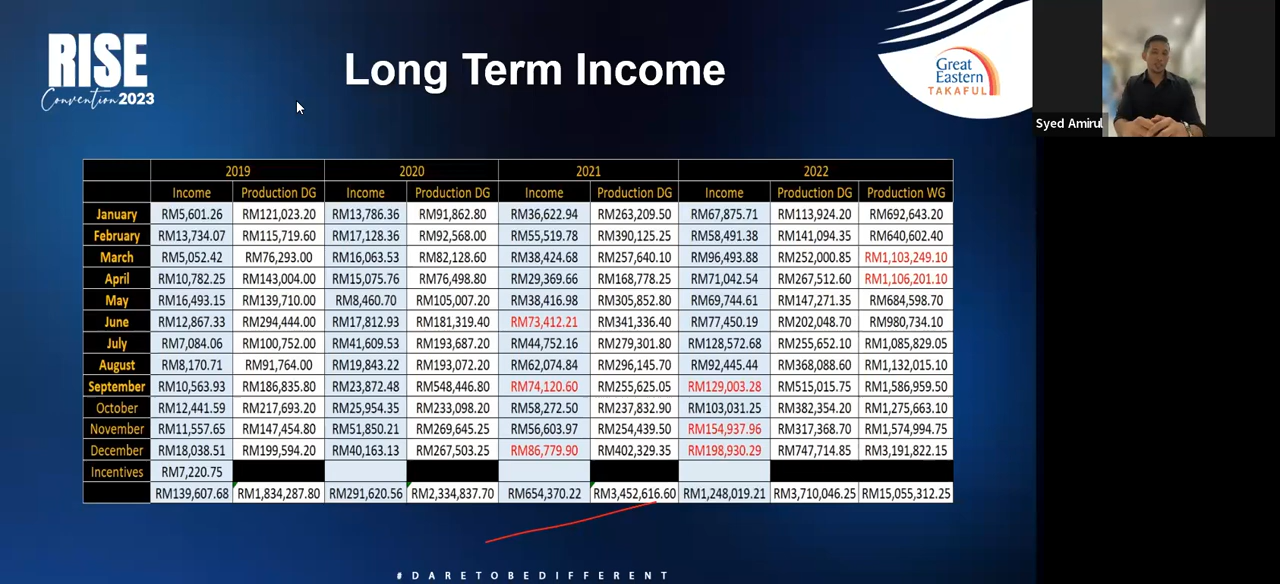 RISE
Convention 2023
Long Term Income
Great
Eastern
TAKAFUL
Syed Amirul
2019 2020 2021 2022
Income Production DG Income Production DG Income Production DG Income Production DG Production WG
January RM5,601.26 RM121,023.20 RM13,786.36 RM91,862.80 RM36,622.94 RM263,209.50 RM67,875.71 RM113,924.20 RM692,643.20
February RM13,734.07 RM115,719.60 RM17,128.36 RM92,568.00 RM55,519.78 RM390,125.25 RM58,491.38 RM141,094.35 RM640,602.40
March RM5,052.42 RM76,293.00 RM16,063.53 RM82,128.60 RM38,424.68 RM257,640.10 RM96,493.88 RM252,000.85 RM1,103,249.10
April RM10,782.25 RM143,004.00 RM15,075.76 RM76,498.80 RM29,369.66 RM168,778.25 RM71,042.54 RM267,512.60 RM1,106,201.10
May RM16,493.15 RM139,710.00 RM8,460.70 RM105,007.20 RM38,416.98 RM305,852.80 RM69,744.61 RM147,271.35 RM684,598.70
June RM12,867.33 RM294,444.00 RM17,812.93 RM181,319.40 RM73,412.21 RM341,336.40 RM77,450.19 RM202,048.70 RM980,734.10
July RM7,084.06 RM100,752.00 RM41,609.53 RM193,687.20 RM44,752.16 RM279,301.80 RM128,572.68 RM255,652.10 RM1,085,829.05
August RM8,170.71 RM91,764.00 RM19,843.22 RM193,072.20 RM62,074.84 RM296,145.70 RM92,445.44 RM368,088.60 RM1,132,015.10
September RM10,563.93 RM186,835.80 RM23,872.48 RM548,446.80 RM74,120.60 RM255,625.05 RM129,003.28 RM515,015.75 RM1,586,959.50
October RM12,441.59 RM217,693.20 RM25,954.35 RM233,098.20 RM58,272.50 RM237,832.90 RM103,031.25 RM382,354.20 RM1,275,663.10
November RM11,557.65 RM147,454.80 RM51,850.21 RM269,645.25 RM56,603.97 RM254,439.50 RM154,937.96 RM317,368.70 RM1,574,994.75
December RM18,038.51 RM199,594.20 RM40,163.13 RM267,503.25 RM86,779.90 RM402,329.35 RM198,930.29 RM747,714.85 RM3,191,822.15
Incentives RM7,220.75
RM139,607.68 RM1,834,287.80 RM291,620.56 RM2,334,837.70 RM654,370.22 RM3,452,616.60 RM1,248,019.21 RM3,710,046.25 RM15,055,312.25
#DARETOBEDIFFERENT